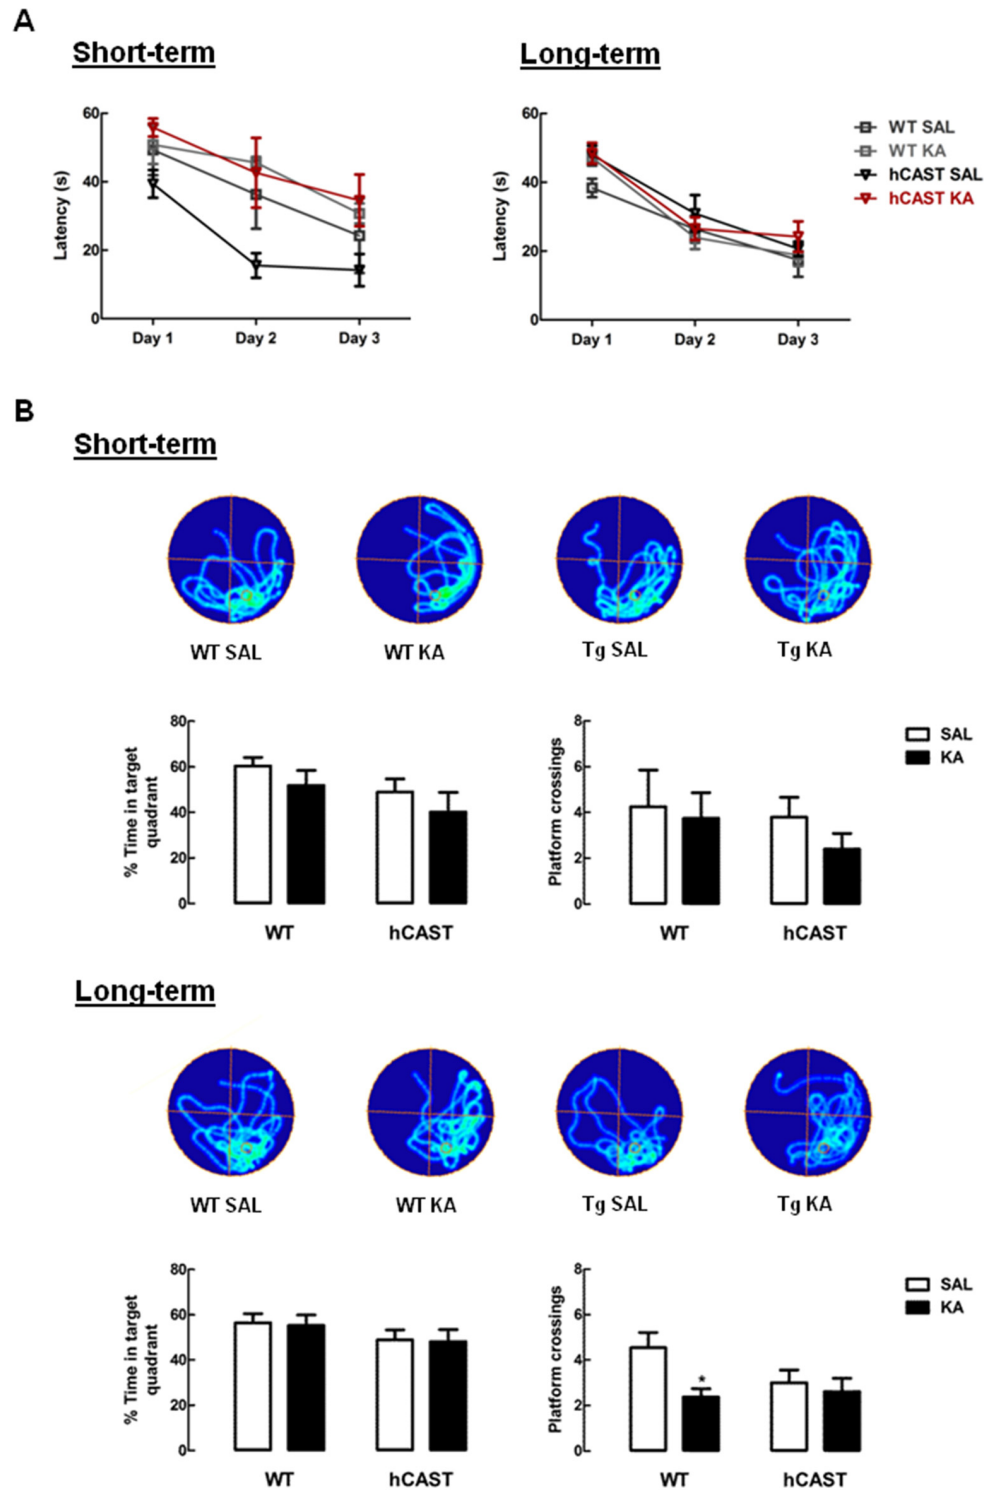 A
Short-term
Long-term
60
40
20
0
Latency (s)
Day 1
Day 2
Day 3
60
40
20
0
Latency (s)
Day 1
Day 2
Day 3
WT SAL
WT KA
hCAST SAL
hCAST KA
B
Short-term
WT SAL
WT KA
Tg SAL
Tg KA
80
60
40
20
0
% Time in target
quadrant
WT
hCAST
8
6
4
2
0
Platform crossings
WT
hCAST
SAL
KA
Long-term
WT SAL
WT KA
Tg SAL
Tg KA
80
60
40
20
0
% Time in target
quadrant
WT
hCAST
8
6
4
2
0
Platform crossings
*
WT
hCAST
SAL
KA